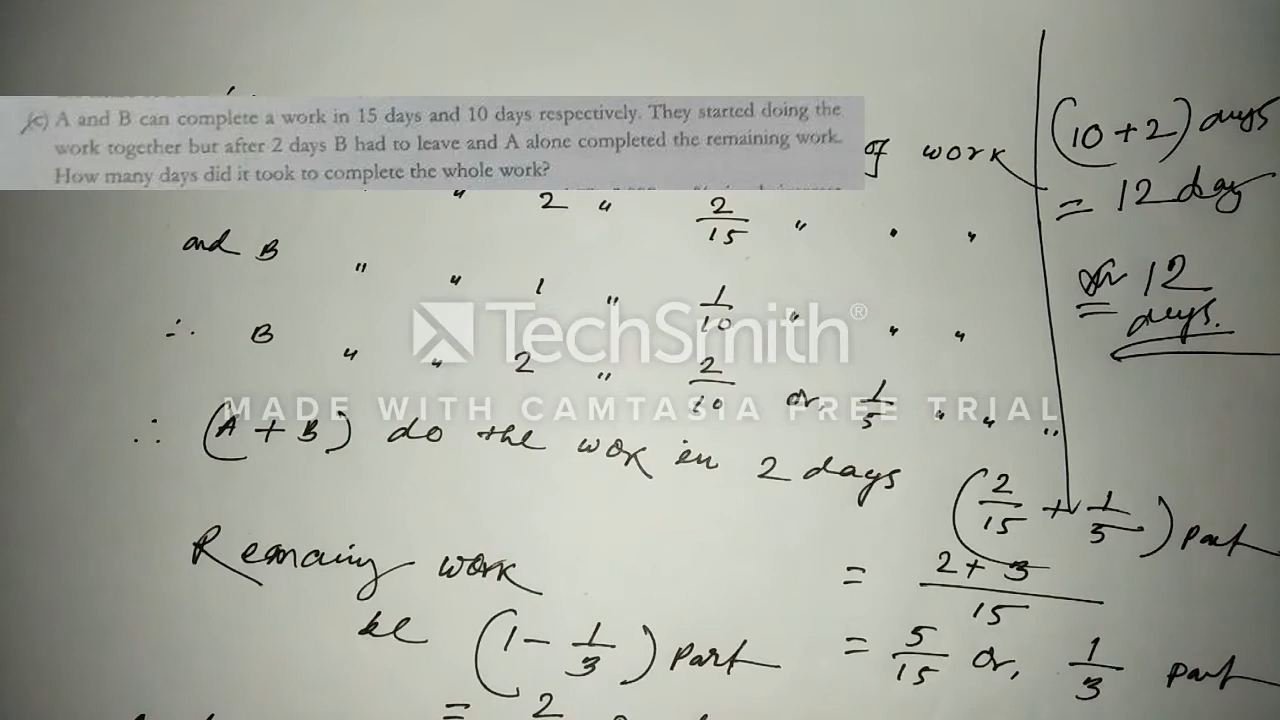 (c) A and B can complete a work in 15 days and 10 days respectively. They started doing the
work together but after 2 days B had to leave and A alone completed the remaining work.
How many days did it took to complete the whole work?
of work
" 2 " 2/15 " " "
and B " " 1 " 1/10 " " "
∴ B " " 2 " 2/10 or, 1/5 " " "
∴ (A + B) do the work in 2 days
(2/15 + 1/5) part
= 2 + 3 / 15
= 5/15 or, 1/3 part
Remaining work
be (1 - 1/3) part
= 2
(10 + 2) days
= 12 day
12
days.
TechSmith®
MADE WITH CAMTASIA FREE TRIAL